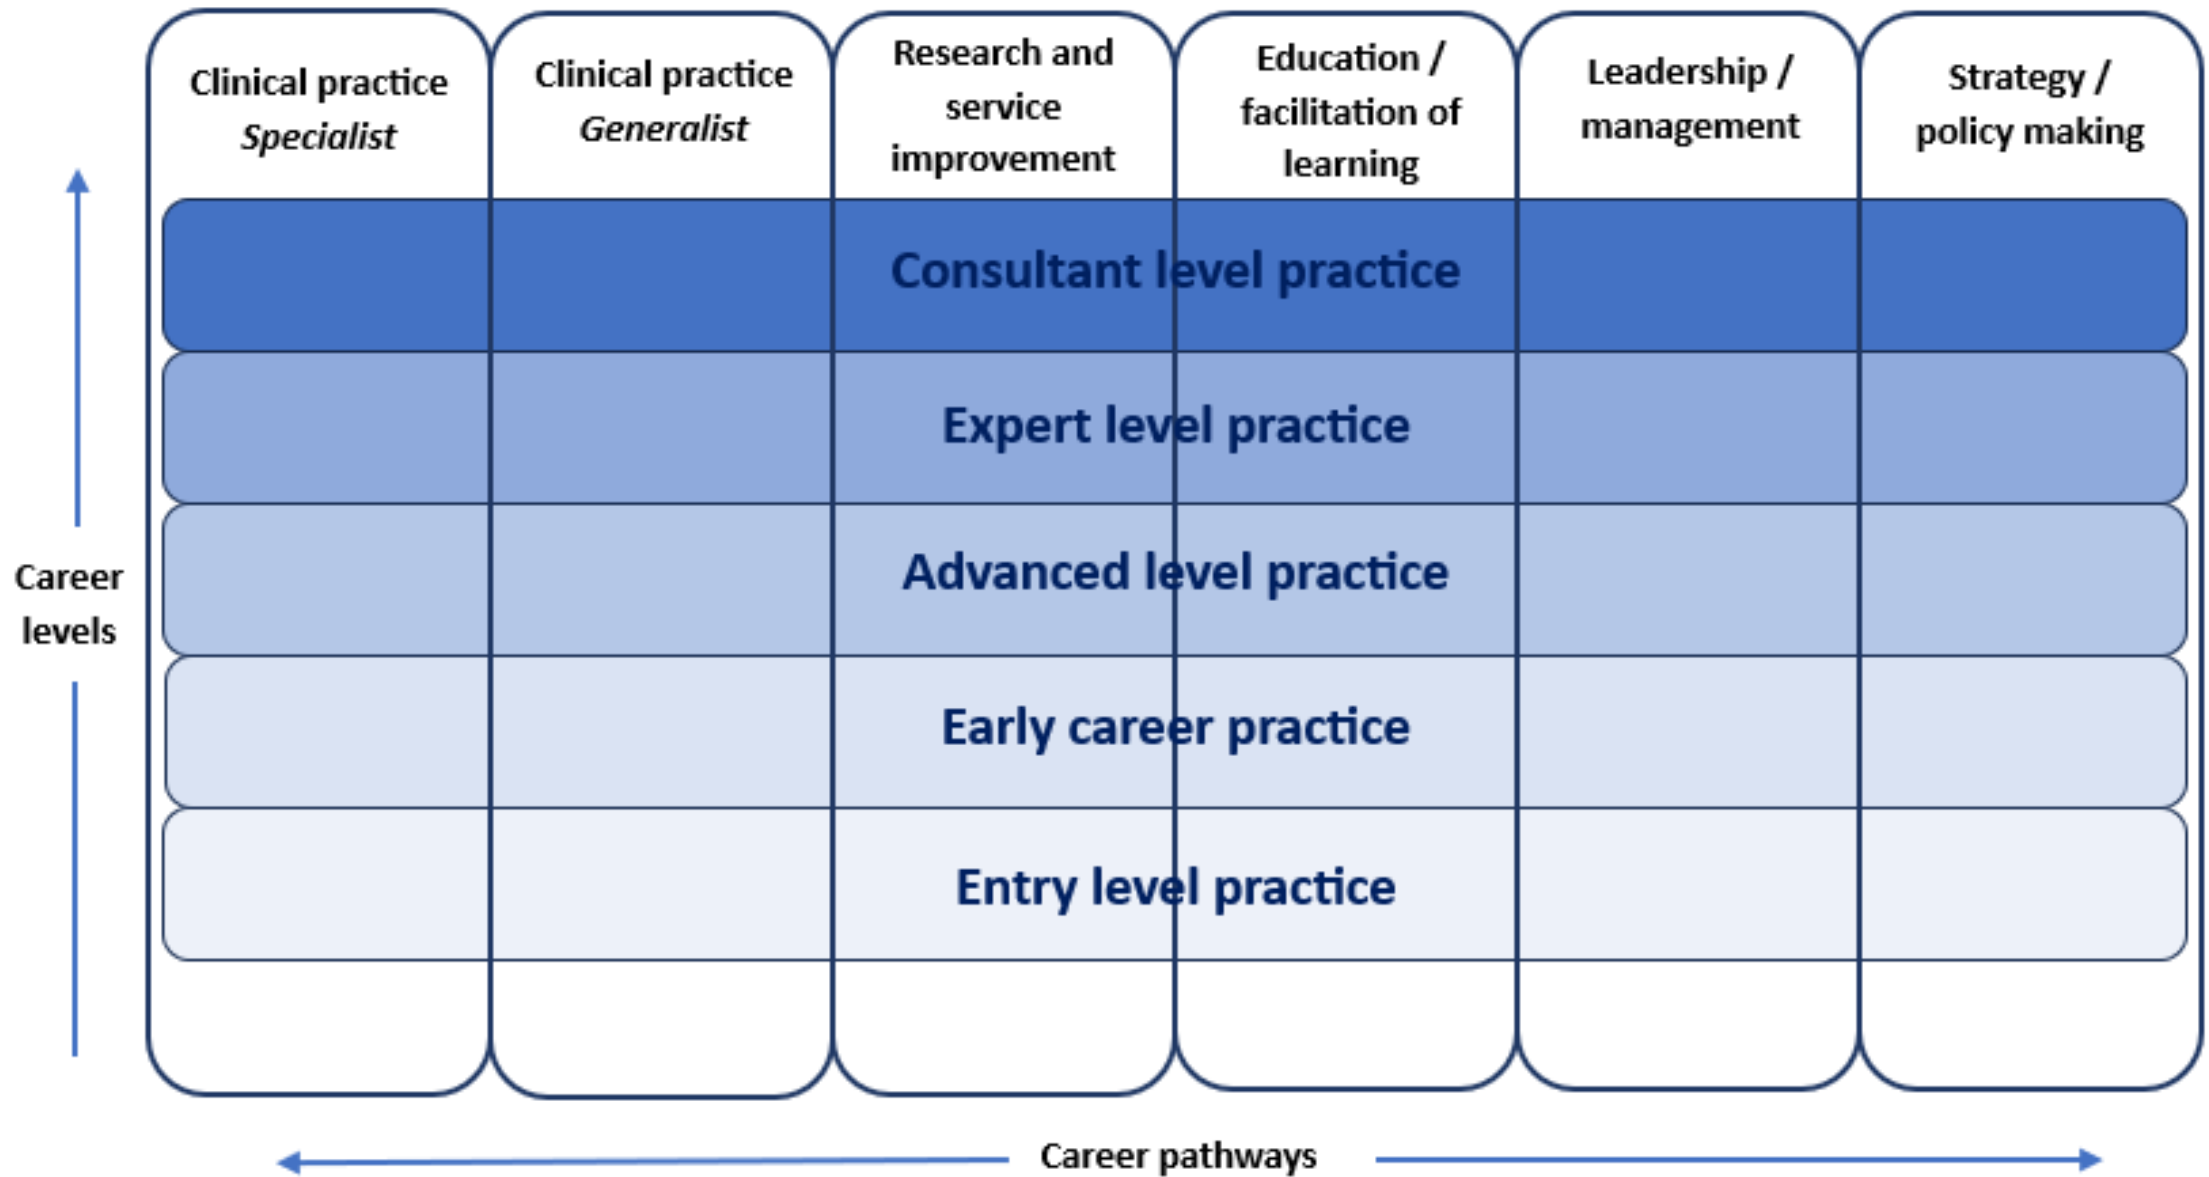 Clinical practice
Specialist
Clinical practice
Generalist
Research and
service
improvement
Education /
facilitation of
learning
Leadership /
management
Strategy /
policy making
Consultant level practice
Expert level practice
Advanced level practice
Career
levels
Early career practice
Entry level practice
Career pathways